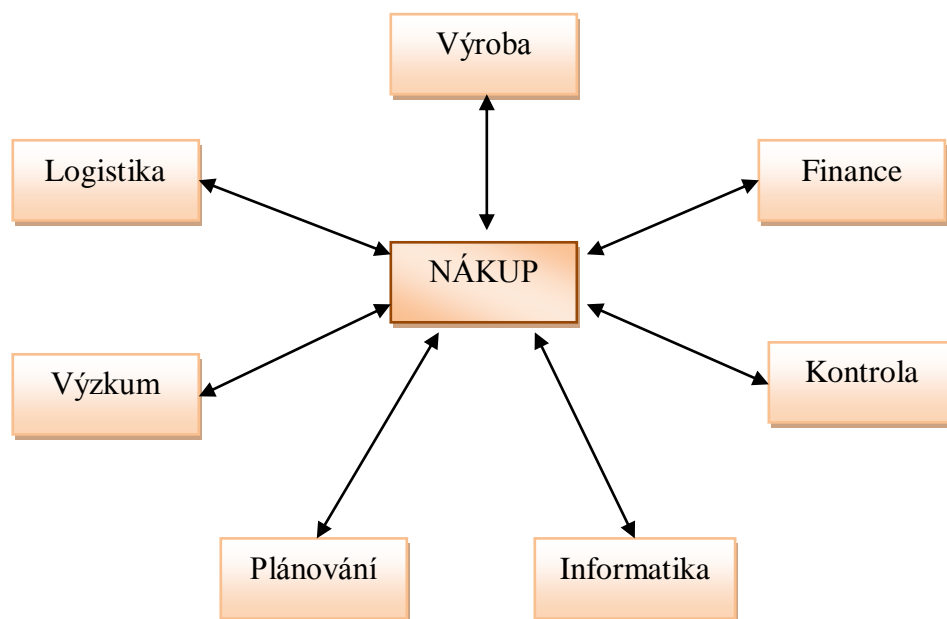 Výroba
Logistika
Finance
NÁKUP
Výzkum
Kontrola
Plánování
Informatika